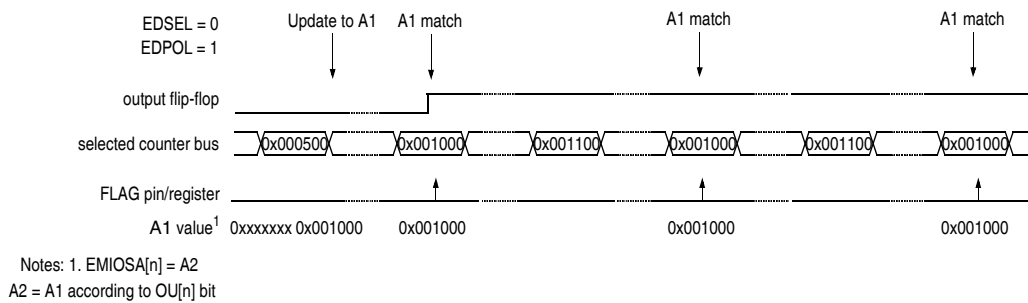 EDSEL = 0
EDPOL = 1
Update to A1
A1 match
A1 match
A1 match
output flip-flop
selected counter bus
0x000500
0x001000
0x001100
0x001000
0x001100
0x001000
FLAG pin/register
A1 value1 0xxxxxxx 0x001000 0x001000 0x001000 0x001000
Notes: 1. EMIOSA[n] = A2
A2 = A1 according to OU[n] bit